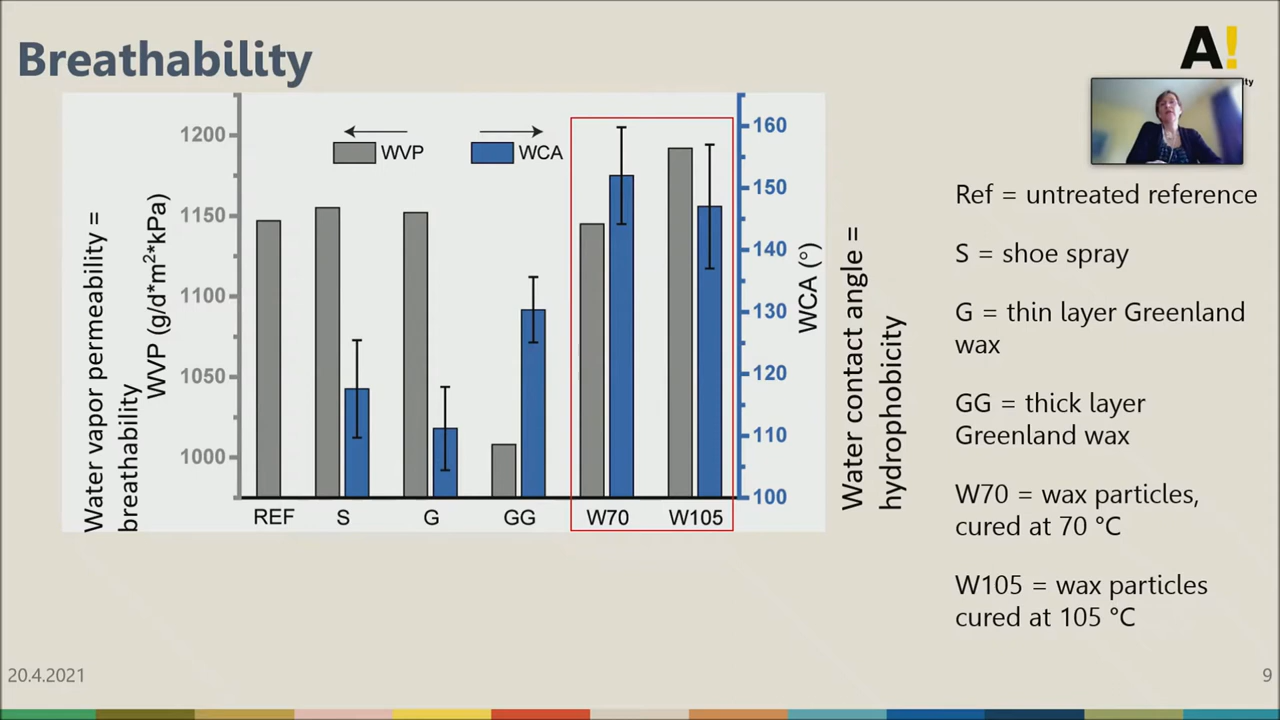 Breathability
A!
ity
Water vapor permeability =
breathability
WVP (g/d*m²*kPa)
1200
1150
1100
1050
1000
WVP
WCA
160
150
140
130
120
110
100
WCA (°)
Water contact angle =
hydrophobicity
REF S G GG W70 W105
Ref = untreated reference
S = shoe spray
G = thin layer Greenland
wax
GG = thick layer
Greenland wax
W70 = wax particles,
cured at 70 °C
W105 = wax particles
cured at 105 °C
20.4.2021
9